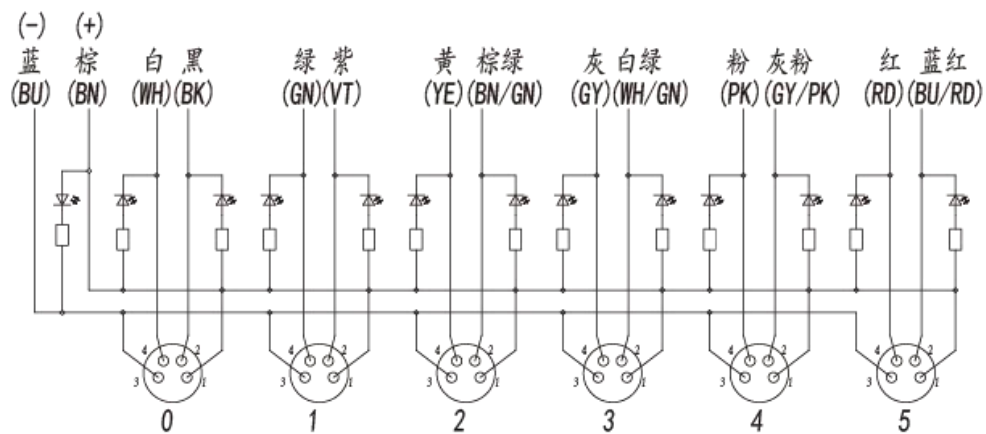 (-) (+)
蓝 棕 白 黑 绿 紫 黄 棕绿 灰 白绿 粉 灰粉 红 蓝红
(BU) (BN) (WH)(BK) (GN)(VT) (YE)(BN/GN) (GY)(WH/GN) (PK)(GY/PK) (RD)(BU/RD)
4 2 4 2 4 2 4 2 4 2 4 2
3 1 3 1 3 1 3 1 3 1 3 1
0 1 2 3 4 5